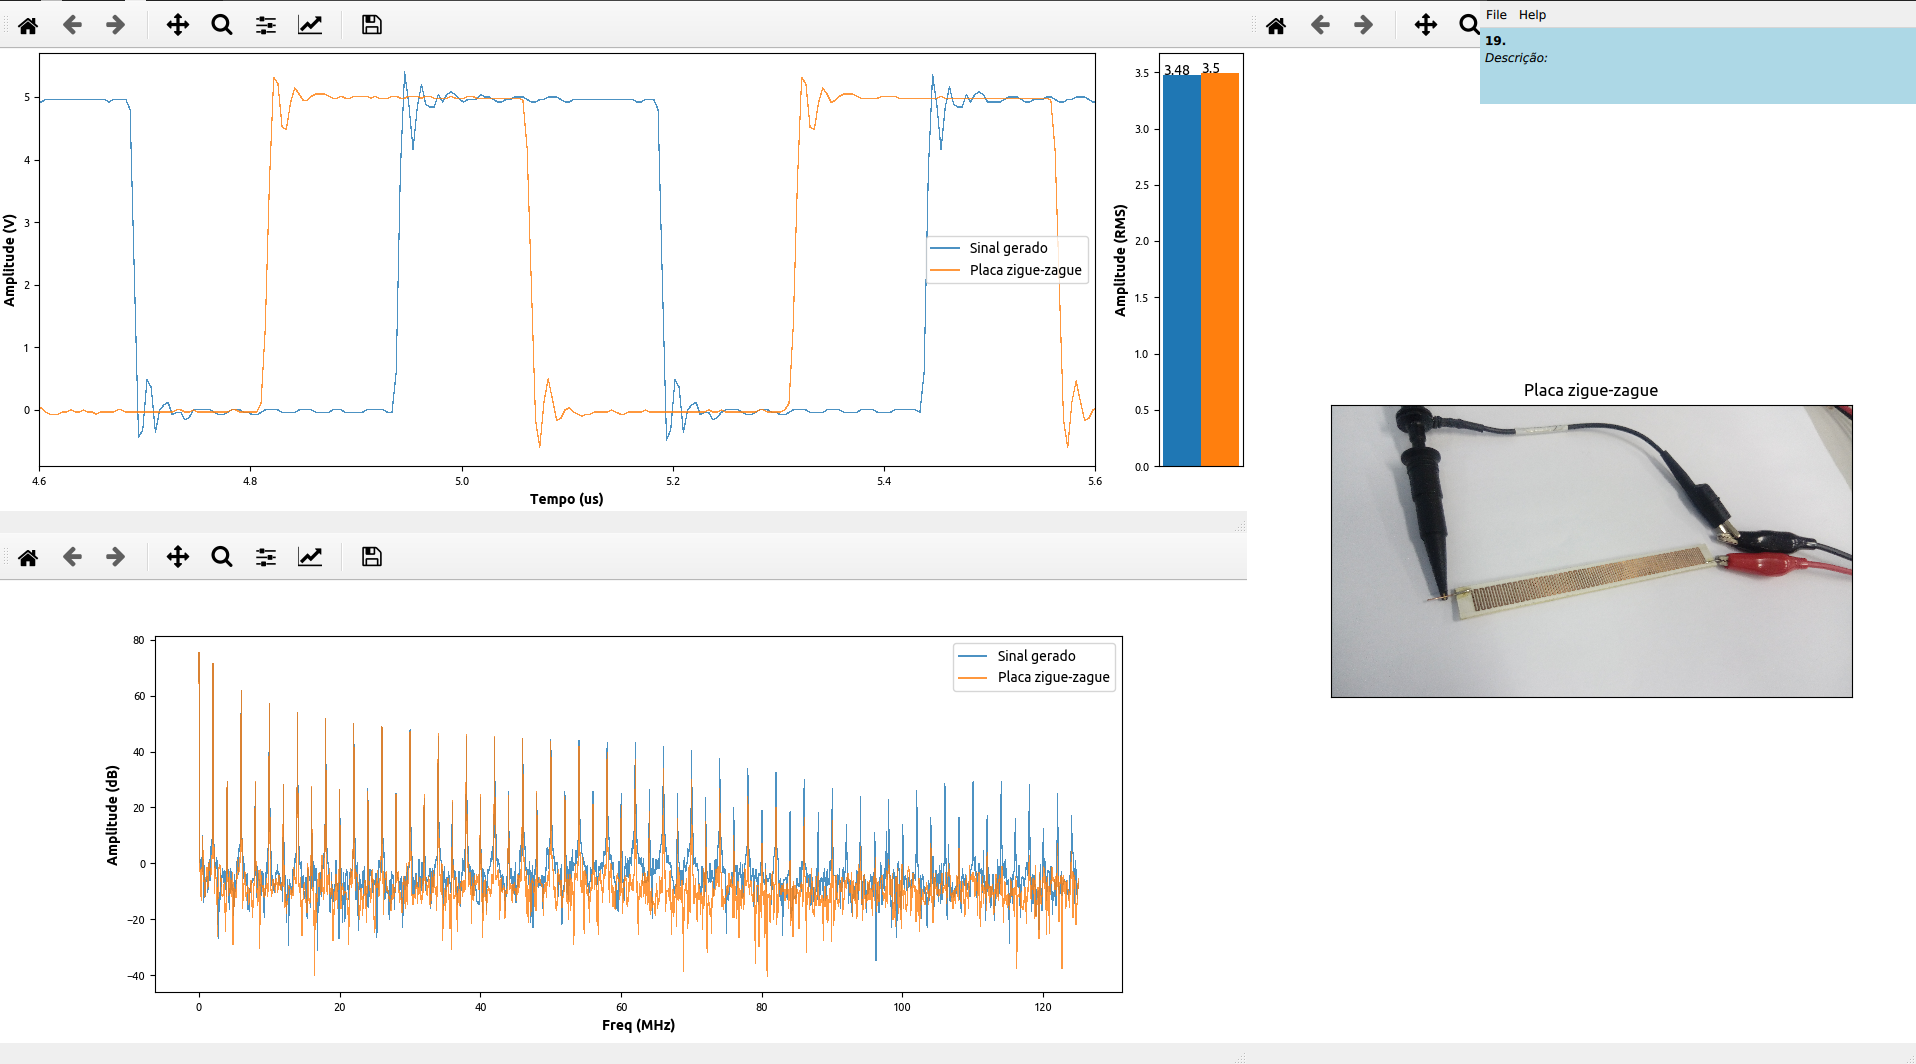 File Help
19.
Descrição:
Amplitude (V)
5
4
3
2
1
0
4.6 4.8 5.0 5.2 5.4 5.6
Tempo (us)
Sinal gerado
Placa zigue-zague
Amplitude (RMS)
3.5
3.0
2.5
2.0
1.5
1.0
0.5
0.0
3.48 3.5
Placa zigue-zague
Amplitude (dB)
80
60
40
20
0
−20
−40
0 20 40 60 80 100 120
Freq (MHz)
Sinal gerado
Placa zigue-zague